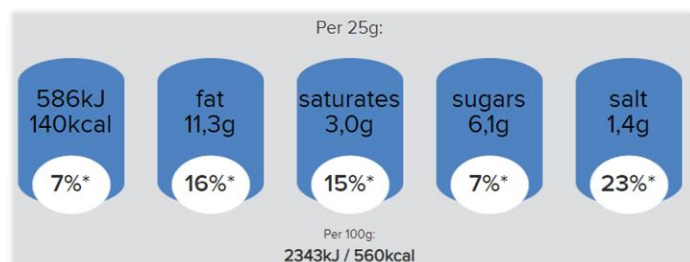 Per 25g:
586kJ
140kcal
7%*
fat
11,3g
16%*
saturates
3,0g
15%*
sugars
6,1g
7%*
salt
1,4g
23%*
Per 100g:
2343kJ / 560kcal